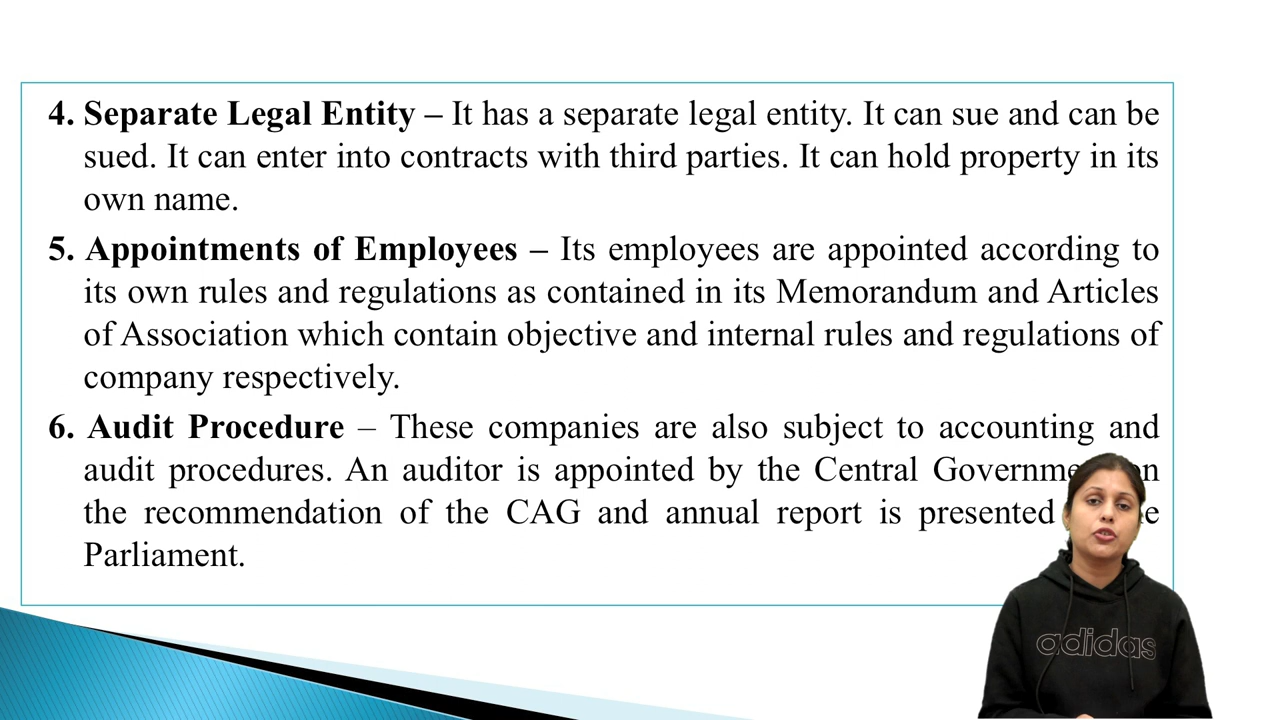 4. Separate Legal Entity – It has a separate legal entity. It can sue and can be
sued. It can enter into contracts with third parties. It can hold property in its
own name.
5. Appointments of Employees – Its employees are appointed according to
its own rules and regulations as contained in its Memorandum and Articles
of Association which contain objective and internal rules and regulations of
company respectively.
6. Audit Procedure – These companies are also subject to accounting and
audit procedures. An auditor is appointed by the Central
the recommendation of the CAG and annual report is presented
Parliament.
adidas